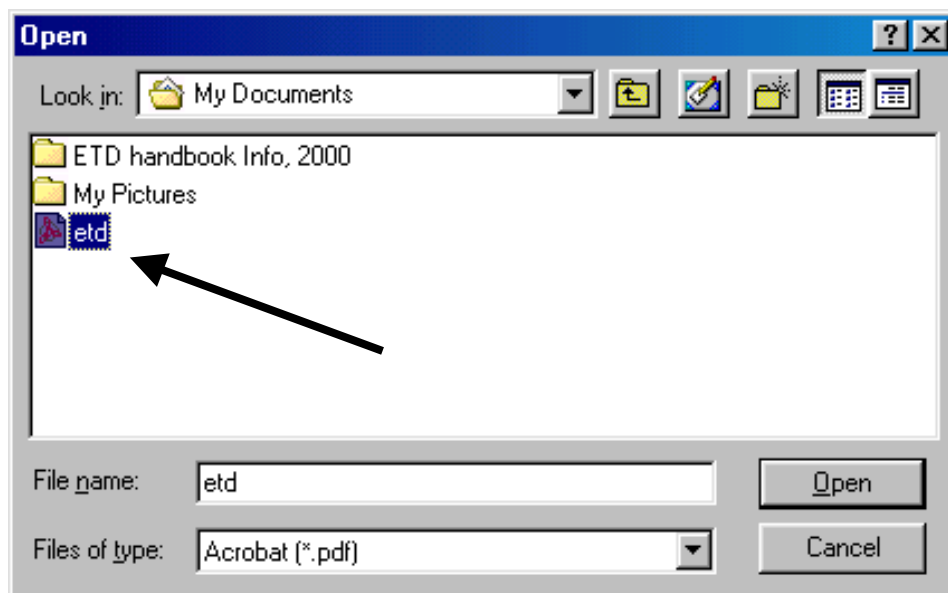 Open
Look in: My Documents
ETD handbook Info, 2000
My Pictures
etd
File name: etd Open
Files of type: Acrobat (*.pdf) Cancel